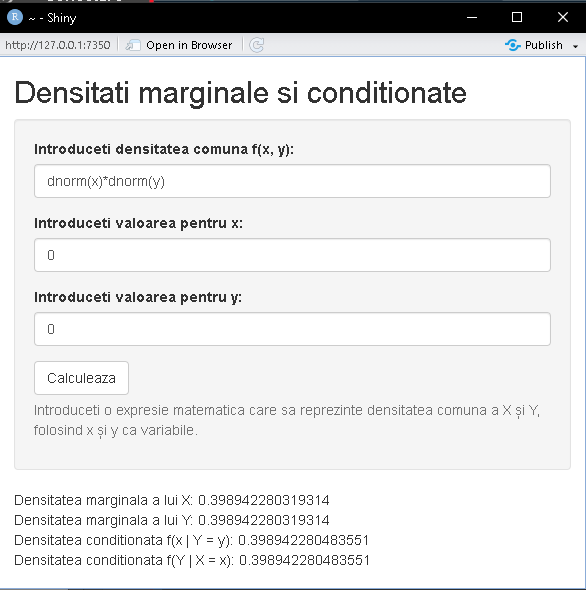 R ~ - Shiny
http://127.0.0.1:7350 Open in Browser Publish
Densitati marginale si conditionate
Introduceti densitatea comuna f(x, y):
dnorm(x)*dnorm(y)
Introduceti valoarea pentru x:
0
Introduceti valoarea pentru y:
0
Calculeaza
Introduceti o expresie matematica care sa reprezinte densitatea comuna a X și Y,
folosind x și y ca variabile.
Densitatea marginala a lui X: 0.398942280319314
Densitatea marginala a lui Y: 0.398942280319314
Densitatea conditionata f(x | Y = y): 0.398942280483551
Densitatea conditionata f(Y | X = x): 0.398942280483551